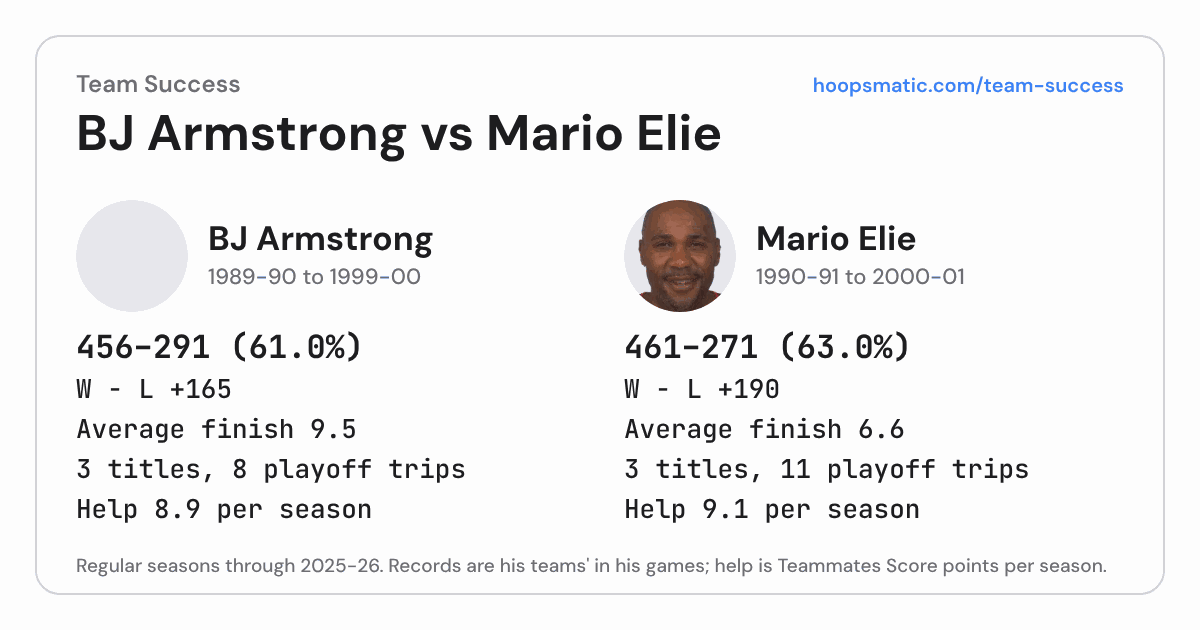 Team Success
hoopsmatic.com/team-success
BJ Armstrong vs Mario Elie
BJ Armstrong
1989-90 to 1999-00
456-291 (61.0%)
W - L +165
Average finish 9.5
3 titles, 8 playoff trips
Help 8.9 per season
Mario Elie
1990-91 to 2000-01
461-271 (63.0%)
W - L +190
Average finish 6.6
3 titles, 11 playoff trips
Help 9.1 per season
Regular seasons through 2025-26. Records are his teams' in his games; help is Teammates Score points per season.